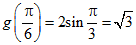 g(π/6) = 2sin π/3 = √3